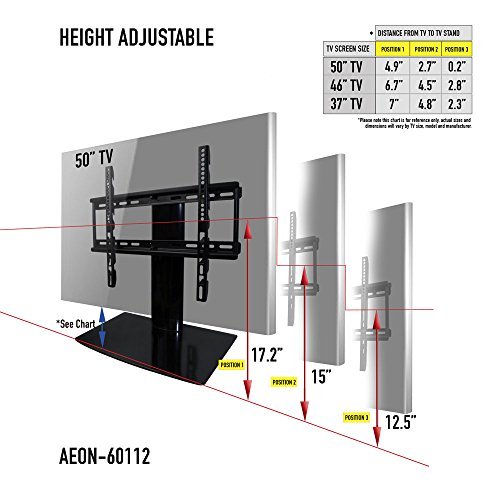 HEIGHT ADJUSTABLE
* DISTANCE FROM TV TO TV STAND
TV SCREEN SIZE POSITION 1 POSITION 2 POSITION 3
50” TV 4.9” 2.7” 0.2”
46” TV 6.7” 4.5” 2.8”
37” TV 7” 4.8” 2.3”
*Please note this chart is for reference only. actual sizes and
dimensions will vary by TV size, model and manufacturer.
50” TV
*See Chart
POSITION 1
17.2”
POSITION 2
15”
POSITION 3
12.5”
AEON-60112